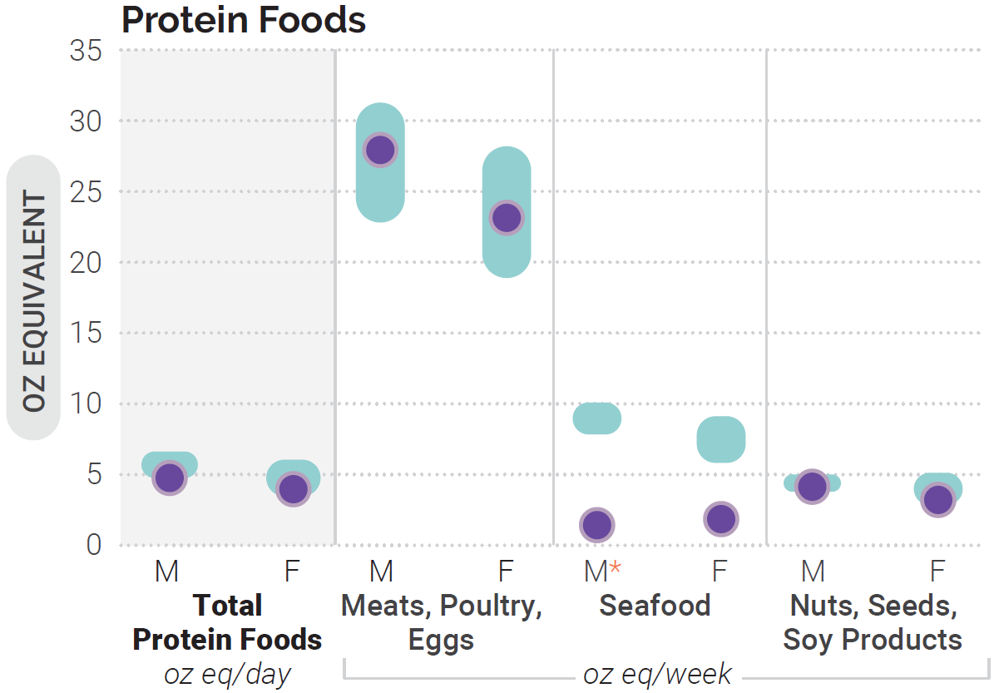 Protein Foods
OZ EQUIVALENT
35
30
25
20
15
10
5
0
M F M F M* F M F
Total Protein Foods
oz eq/day
Meats, Poultry, Eggs
Seafood
Nuts, Seeds, Soy Products
oz eq/week